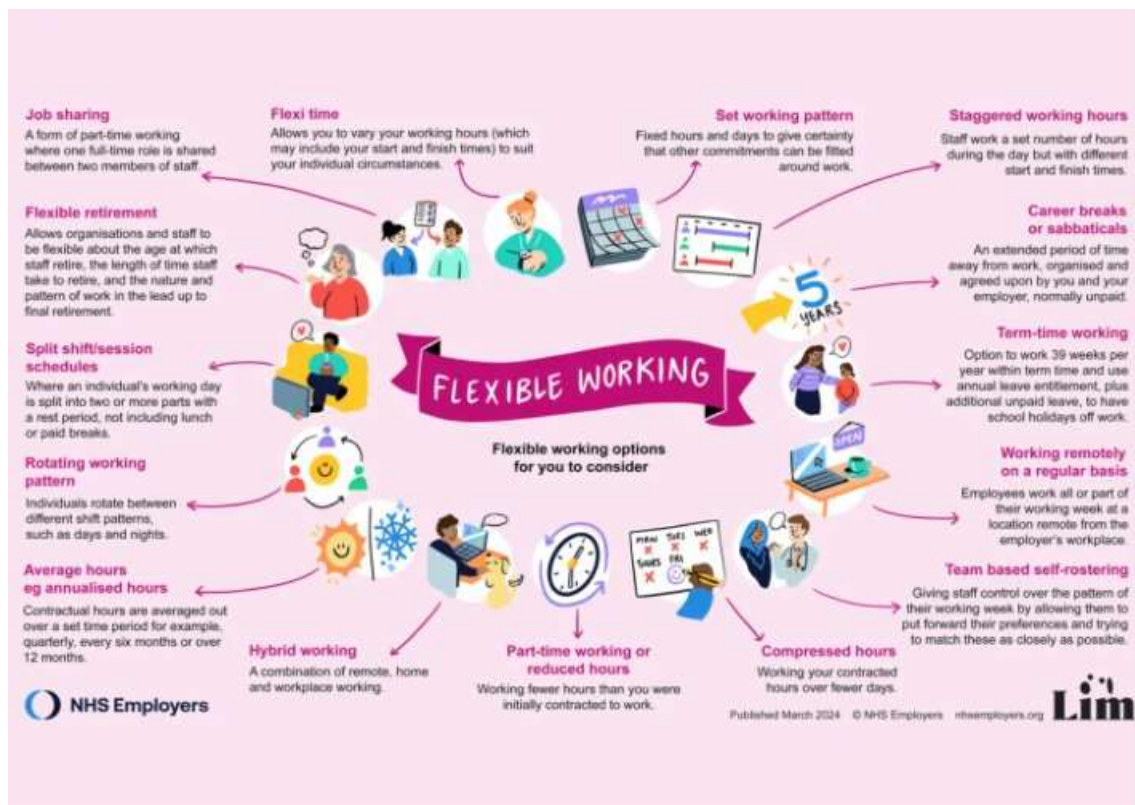 Job sharing
A form of part-time working
where one full-time role is shared
between two members of staff.
Flexi time
Allows you to vary your working hours (which
may include your start and finish times) to suit
your individual circumstances.
Set working pattern
Fixed hours and days to give certainty
that other commitments can be fitted
around work.
Staggered working hours
Staff work a set number of hours
during the day but with different
start and finish times.
Flexible retirement
Allows organisations and staff to
be flexible about the age at which
staff retire, the length of time staff
take to retire, and the nature and
pattern of work in the lead up to
final retirement.
Career breaks
or sabbaticals
An extended period of time
away from work, organised and
agreed upon by you and your
employer, normally unpaid.
5
YEARS
Split shift/session
schedules
Where an individual's working day
is split into two or more parts with
a rest period, not including lunch
or paid breaks.
FLEXIBLE WORKING
Flexible working options
for you to consider
Term-time working
Option to work 39 weeks per
year within term time and use
annual leave entitlement, plus
additional unpaid leave, to have
school holidays off work.
Rotating working
pattern
Individuals rotate between
different shift patterns,
such as days and nights.
OPEN
Working remotely
on a regular basis
Employees work all or part of
their working week at a
location remote from the
employer's workplace.
Average hours
eg annualised hours
Contractual hours are averaged out
over a set time period for example,
quarterly, every six months or over
12 months.
MON TUES WED
THURS FRI
Team based self-rostering
Giving staff control over the pattern of
their working week by allowing them to
put forward their preferences and trying
to match these as closely as possible.
Hybrid working
A combination of remote, home
and workplace working.
Part-time working or
reduced hours
Working fewer hours than you were
initially contracted to work.
Compressed hours
Working your contracted
hours over fewer days.
NHS Employers
Published March 2024 © NHS Employers nhsemployers.org
Lim